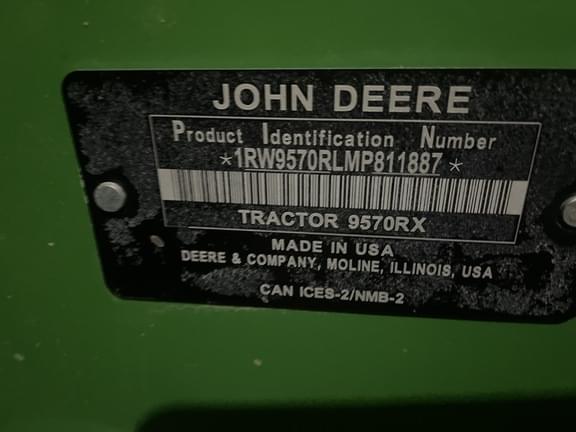 JOHN DEERE
Product Identification Number
*1RW9570RLMP811887*
TRACTOR 9570RX
MADE IN USA
DEERE & COMPANY, MOLINE, ILLINOIS, USA
CAN ICES-2/NMB-2